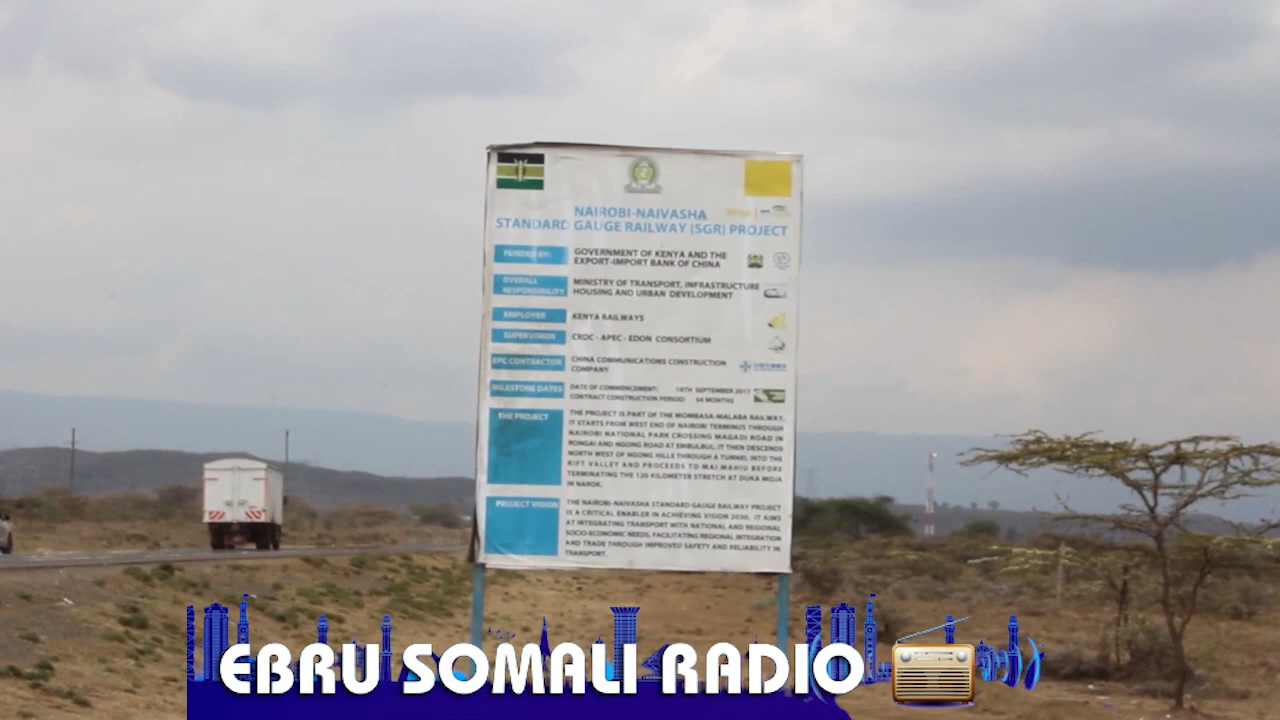 NAIROBI-NAIVASHA
STANDARD GAUGE RAILWAY (SGR) PROJECT
FUNDED BY:
GOVERNMENT OF KENYA AND THE
EXPORT-IMPORT BANK OF CHINA
OVERALL
RESPONSIBILITY
MINISTRY OF TRANSPORT, INFRASTRUCTURE
HOUSING AND URBAN DEVELOPMENT
EMPLOYER
KENYA RAILWAYS
SUPERVISION
CRDC - APEC - EDON CONSORTIUM
EPC CONTRACTOR
CHINA COMMUNICATIONS CONSTRUCTION
COMPANY
MILESTONE DATES
DATE OF COMMENCEMENT: 14TH SEPTEMBER 2017
CONTRACT CONSTRUCTION PERIOD: 54 MONTHS
THE PROJECT
THE PROJECT IS PART OF THE MOMBASA-MALABA RAILWAY.
IT STARTS FROM WEST END OF NAIROBI TERMINUS THROUGH
NAIROBI NATIONAL PARK CROSSING MAGADI ROAD IN
RONGAI AND NGONG ROAD AT EMBULBUL. IT THEN DESCENDS
NORTH WEST OF NGONG HILLS THROUGH A TUNNEL INTO THE
RIFT VALLEY AND PROCEEDS TO MAI MAHIU BEFORE
TERMINATING THE 120 KILOMETER STRETCH AT DUKA MOJA
IN NAROK.
PROJECT VISION
THE NAIROBI-NAIVASHA STANDARD GAUGE RAILWAY PROJECT
IS A CRITICAL ENABLER IN ACHIEVING VISION 2030. IT AIMS
AT INTEGRATING TRANSPORT WITH NATIONAL AND REGIONAL
SOCIO-ECONOMIC NEEDS, FACILITATING REGIONAL INTEGRATION
AND TRADE THROUGH IMPROVED SAFETY AND RELIABILITY IN
TRANSPORT.
EBRU SOMALI RADIO